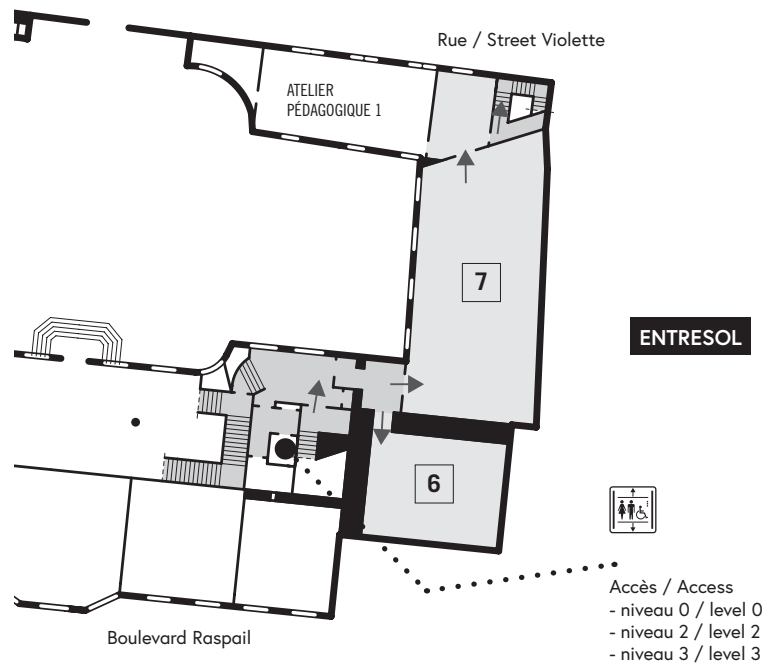 Rue / Street Violette
ATELIER
PÉDAGOGIQUE 1
7
ENTRESOL
6
Accès / Access
- niveau 0 / level 0
- niveau 2 / level 2
- niveau 3 / level 3
Boulevard Raspail